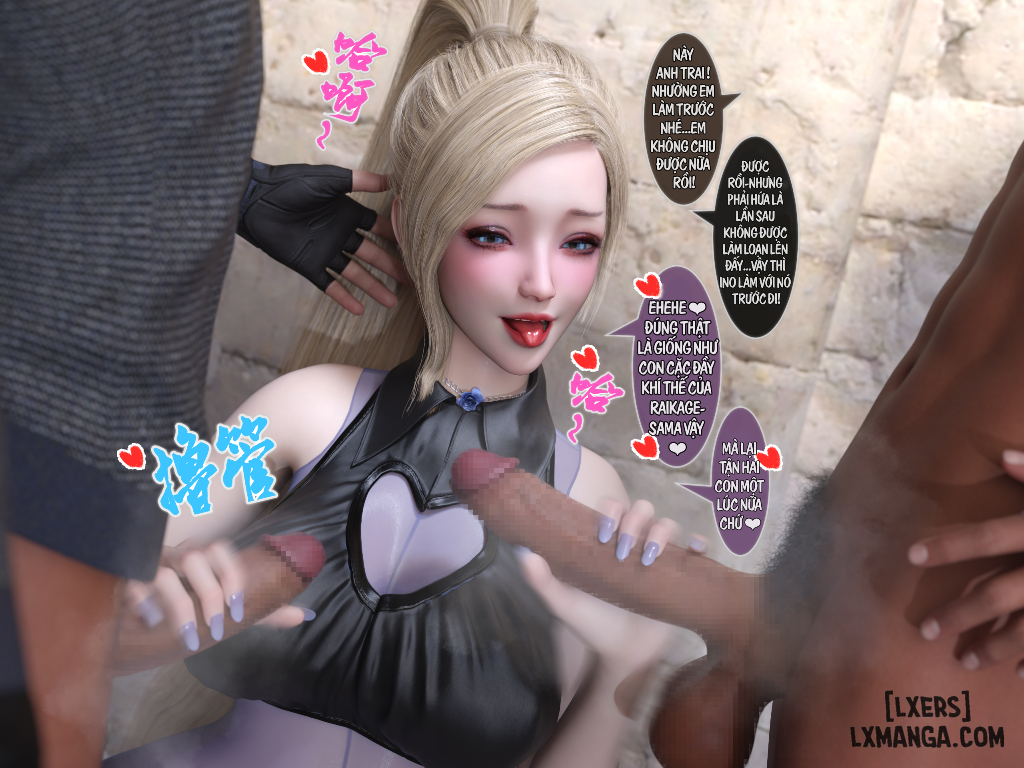 哈
啊
~
NÀY
ANH TRAI !
NHƯỜNG EM
LÀM TRƯỚC
NHÉ...EM
KHÔNG CHỊU
ĐƯỢC NỮA
RỒI!
ĐƯỢC
RỒI-NHƯNG
PHẢI HỨA LÀ
LẦN SAU
KHÔNG ĐƯỢC
LÀM LOẠN LÊN
ĐẤY...VẬY THÌ
INO LÀM VỚI NÓ
TRƯỚC ĐI!
EHEHE ❤
ĐÚNG THẬT
LÀ GIỐNG NHƯ
CON CẶC ĐẦY
KHÍ THẾ CỦA
RAIKAGE-
SAMA VẬY
❤
哈
~
MÀ LẠI
TẬN HAI
CON MỘT
LÚC NỮA
CHỨ ❤
撸管
[LXERS]
LXMANGA.COM